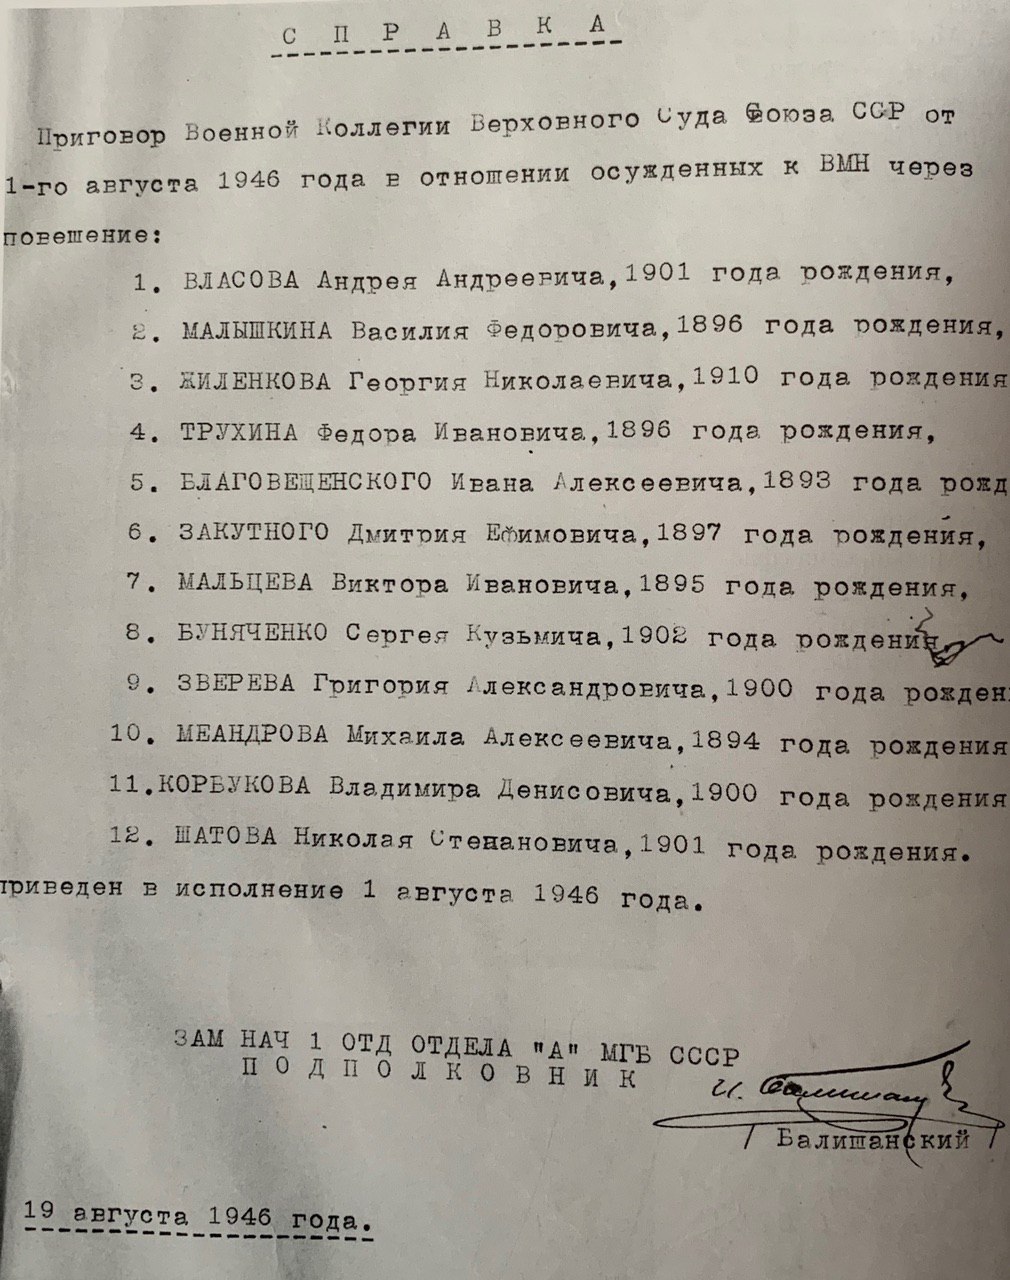 СПРАВКА
Приговор Военной Коллегии Верховного Суда Союза ССР от
1-го августа 1946 года в отношении осужденных к ВМН через
повешение:
1. ВЛАСОВА Андрея Андреевича,1901 года рождения,
2. МАЛЫШКИНА Василия Федоровича,1896 года рождения,
3. ЖИЛЕНКОВА Георгия Николаевича,1910 года рождения
4. ТРУХИНА Федора Ивановича,1896 года рождения,
5. БЛАГОВЕЩЕНСКОГО Ивана Алексеевича,1893 года рожд
6. ЗАКУТНОГО Дмитрия Ефимовича,1897 года рождения,
7. МАЛЬЦЕВА Виктора Ивановича,1895 года рождения,
8. БУНЯЧЕНКО Сергея Кузьмича,1902 года рождения,
9. ЗВЕРЕВА Григория Александровича,1900 года рожден
10. МЕАНДРОВА Михаила Алексеевича,1894 года рождения
11.КОРБУКОВА Владимира Денисовича,1900 года рождения
12. ШАТОВА Николая Степановича,1901 года рождения.
приведен в исполнение 1 августа 1946 года.
ЗАМ НАЧ 1 ОТД ОТДЕЛА "А" МГБ СССР
ПОДПОЛКОВНИК
И. Балишанск
/ Балишанский /
19 августа 1946 года.